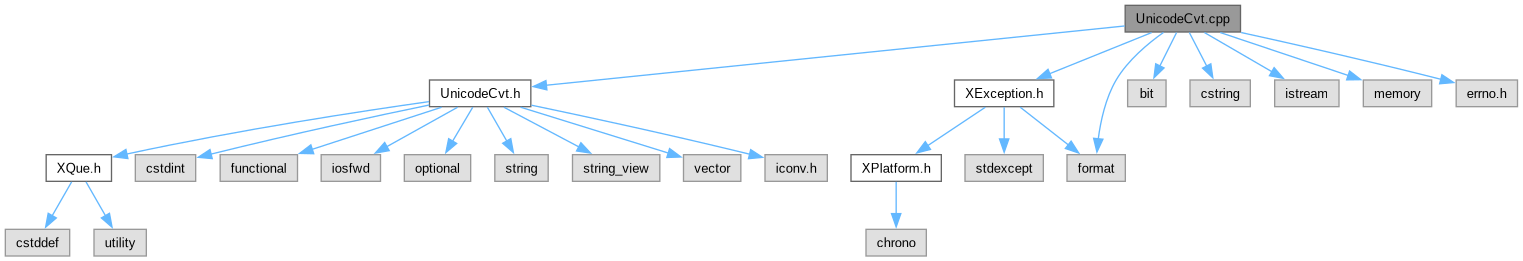 UnicodeCvt.cpp
UnicodeCvt.h
XException.h
bit
cstring
istream
memory
errno.h
XQue.h
cstdint
functional
iosfwd
optional
string
string_view
vector
iconv.h
XPlatform.h
stdexcept
format
cstddef
utility
chrono